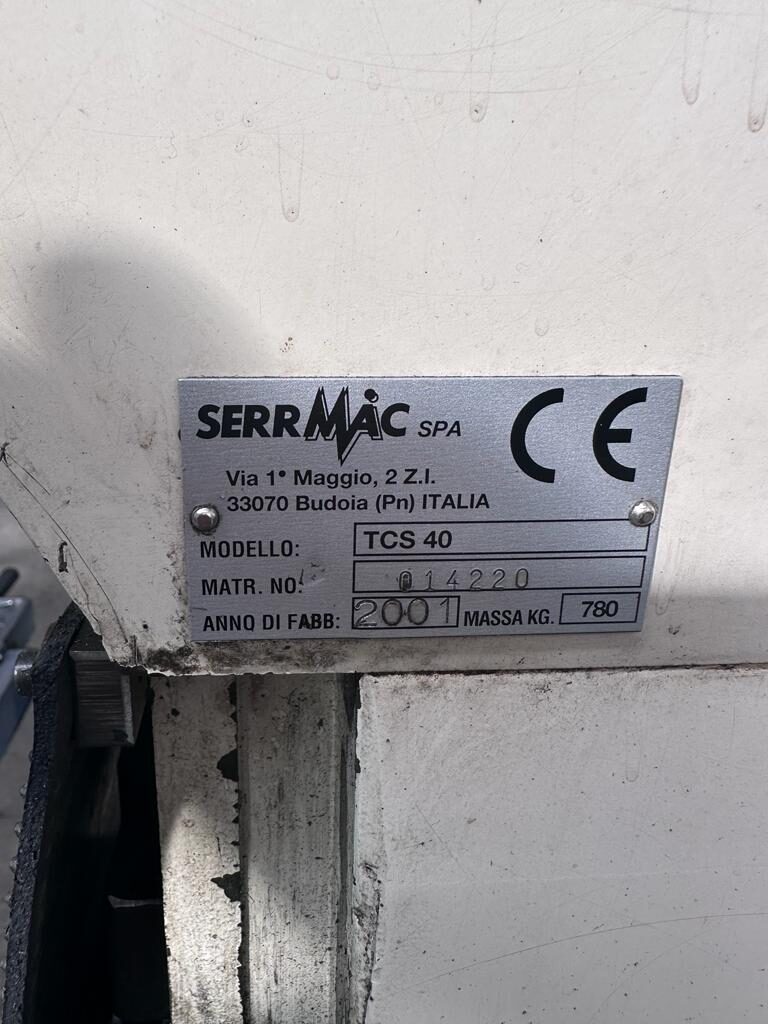 SERRMAC SPA CE
Via 1° Maggio, 2 Z.I.
33070 Budoia (Pn) ITALIA
MODELLO: TCS 40
MATR. NO: 014220
ANNO DI FABB: 2001 MASSA KG. 780